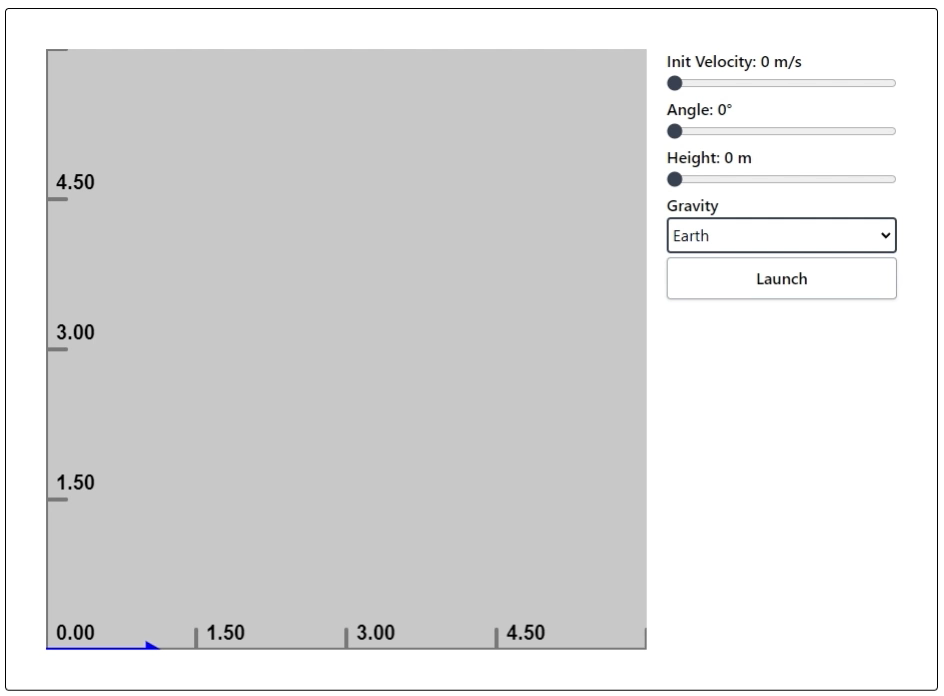 Init Velocity: 0 m/s
Angle: 0°
Height: 0 m
Gravity
Earth
Launch
4.50
3.00
1.50
0.00
1.50
3.00
4.50